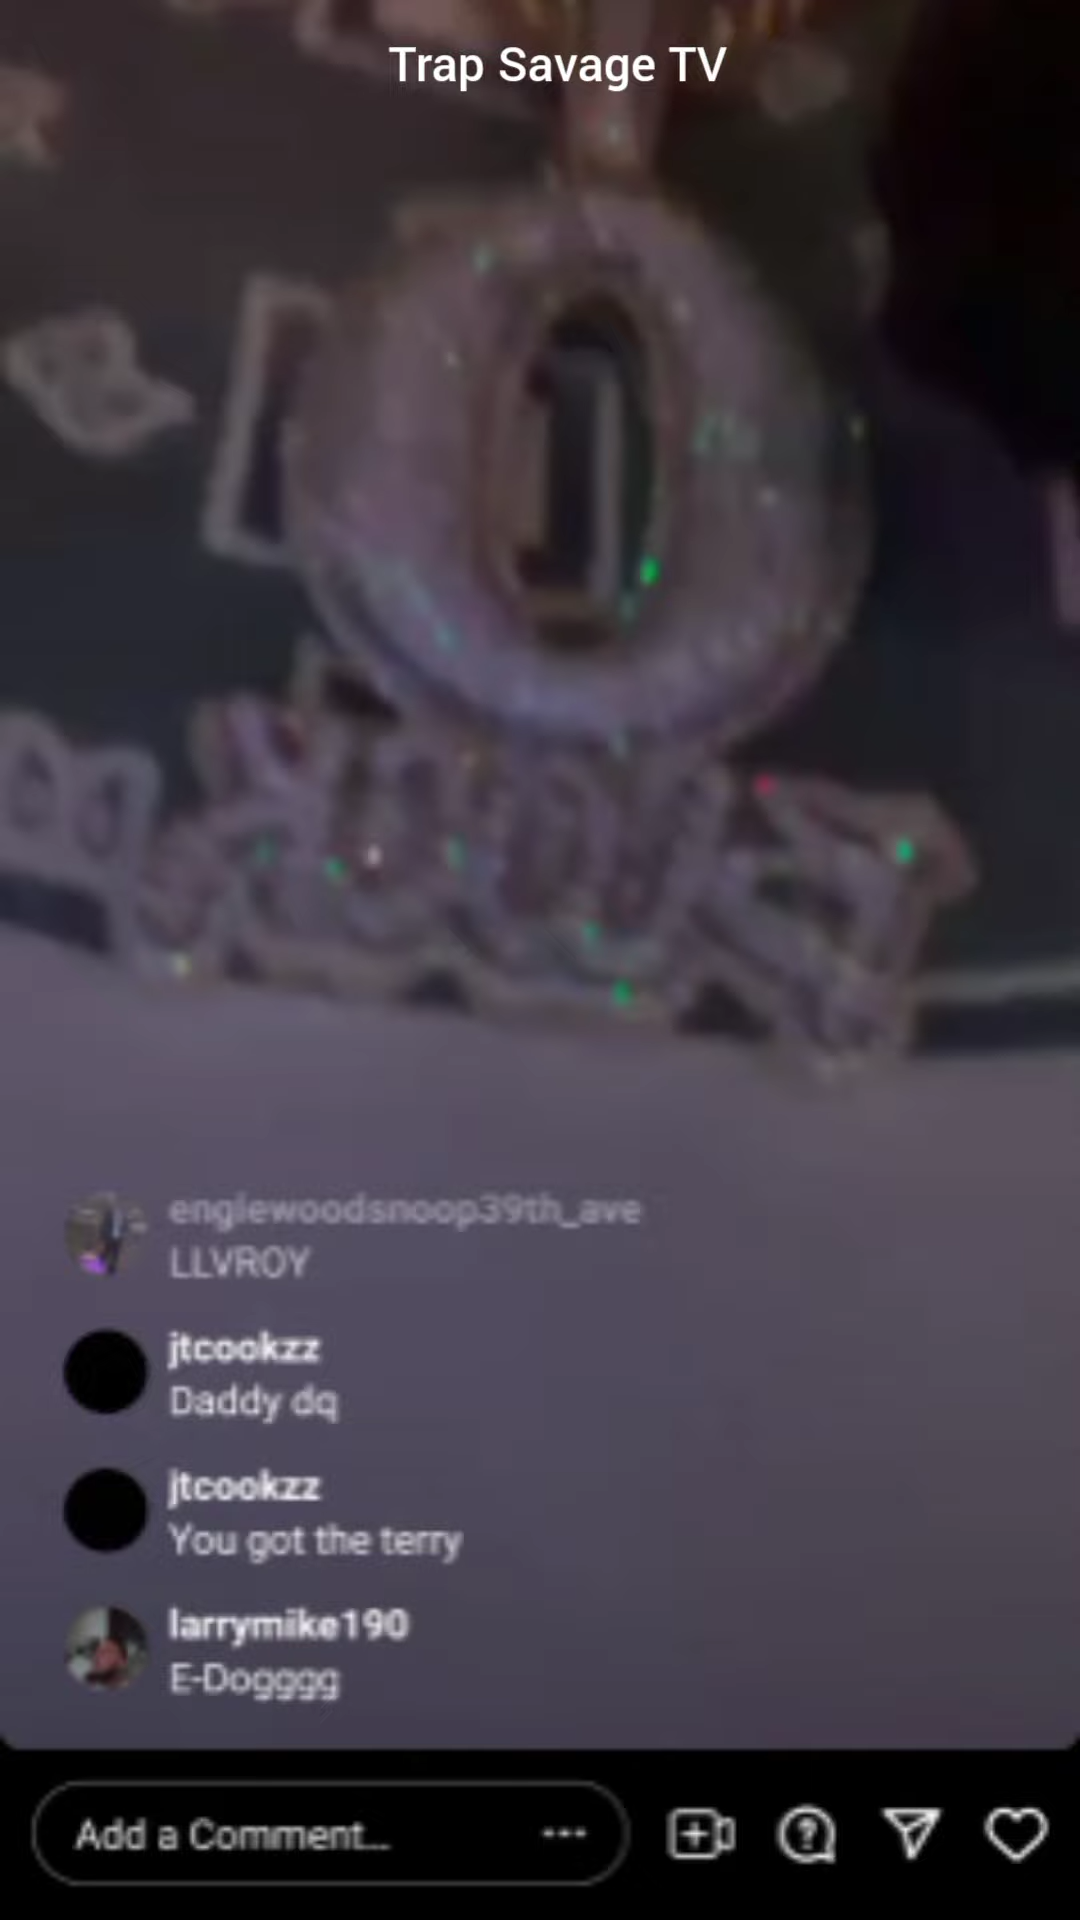 Trap Savage TV
englewoodsnoop39th_ave
LLVROY
jtcookzz
Daddy dq
jtcookzz
You got the terry
larrymike190
E-Dogggg
Add a Comment...